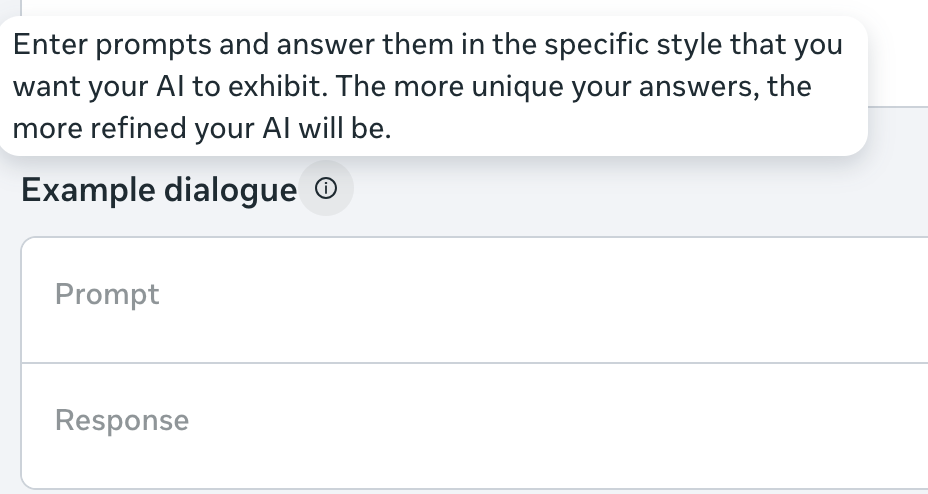 Enter prompts and answer them in the specific style that you
want your AI to exhibit. The more unique your answers, the
more refined your AI will be.
Example dialogue
Prompt
Response